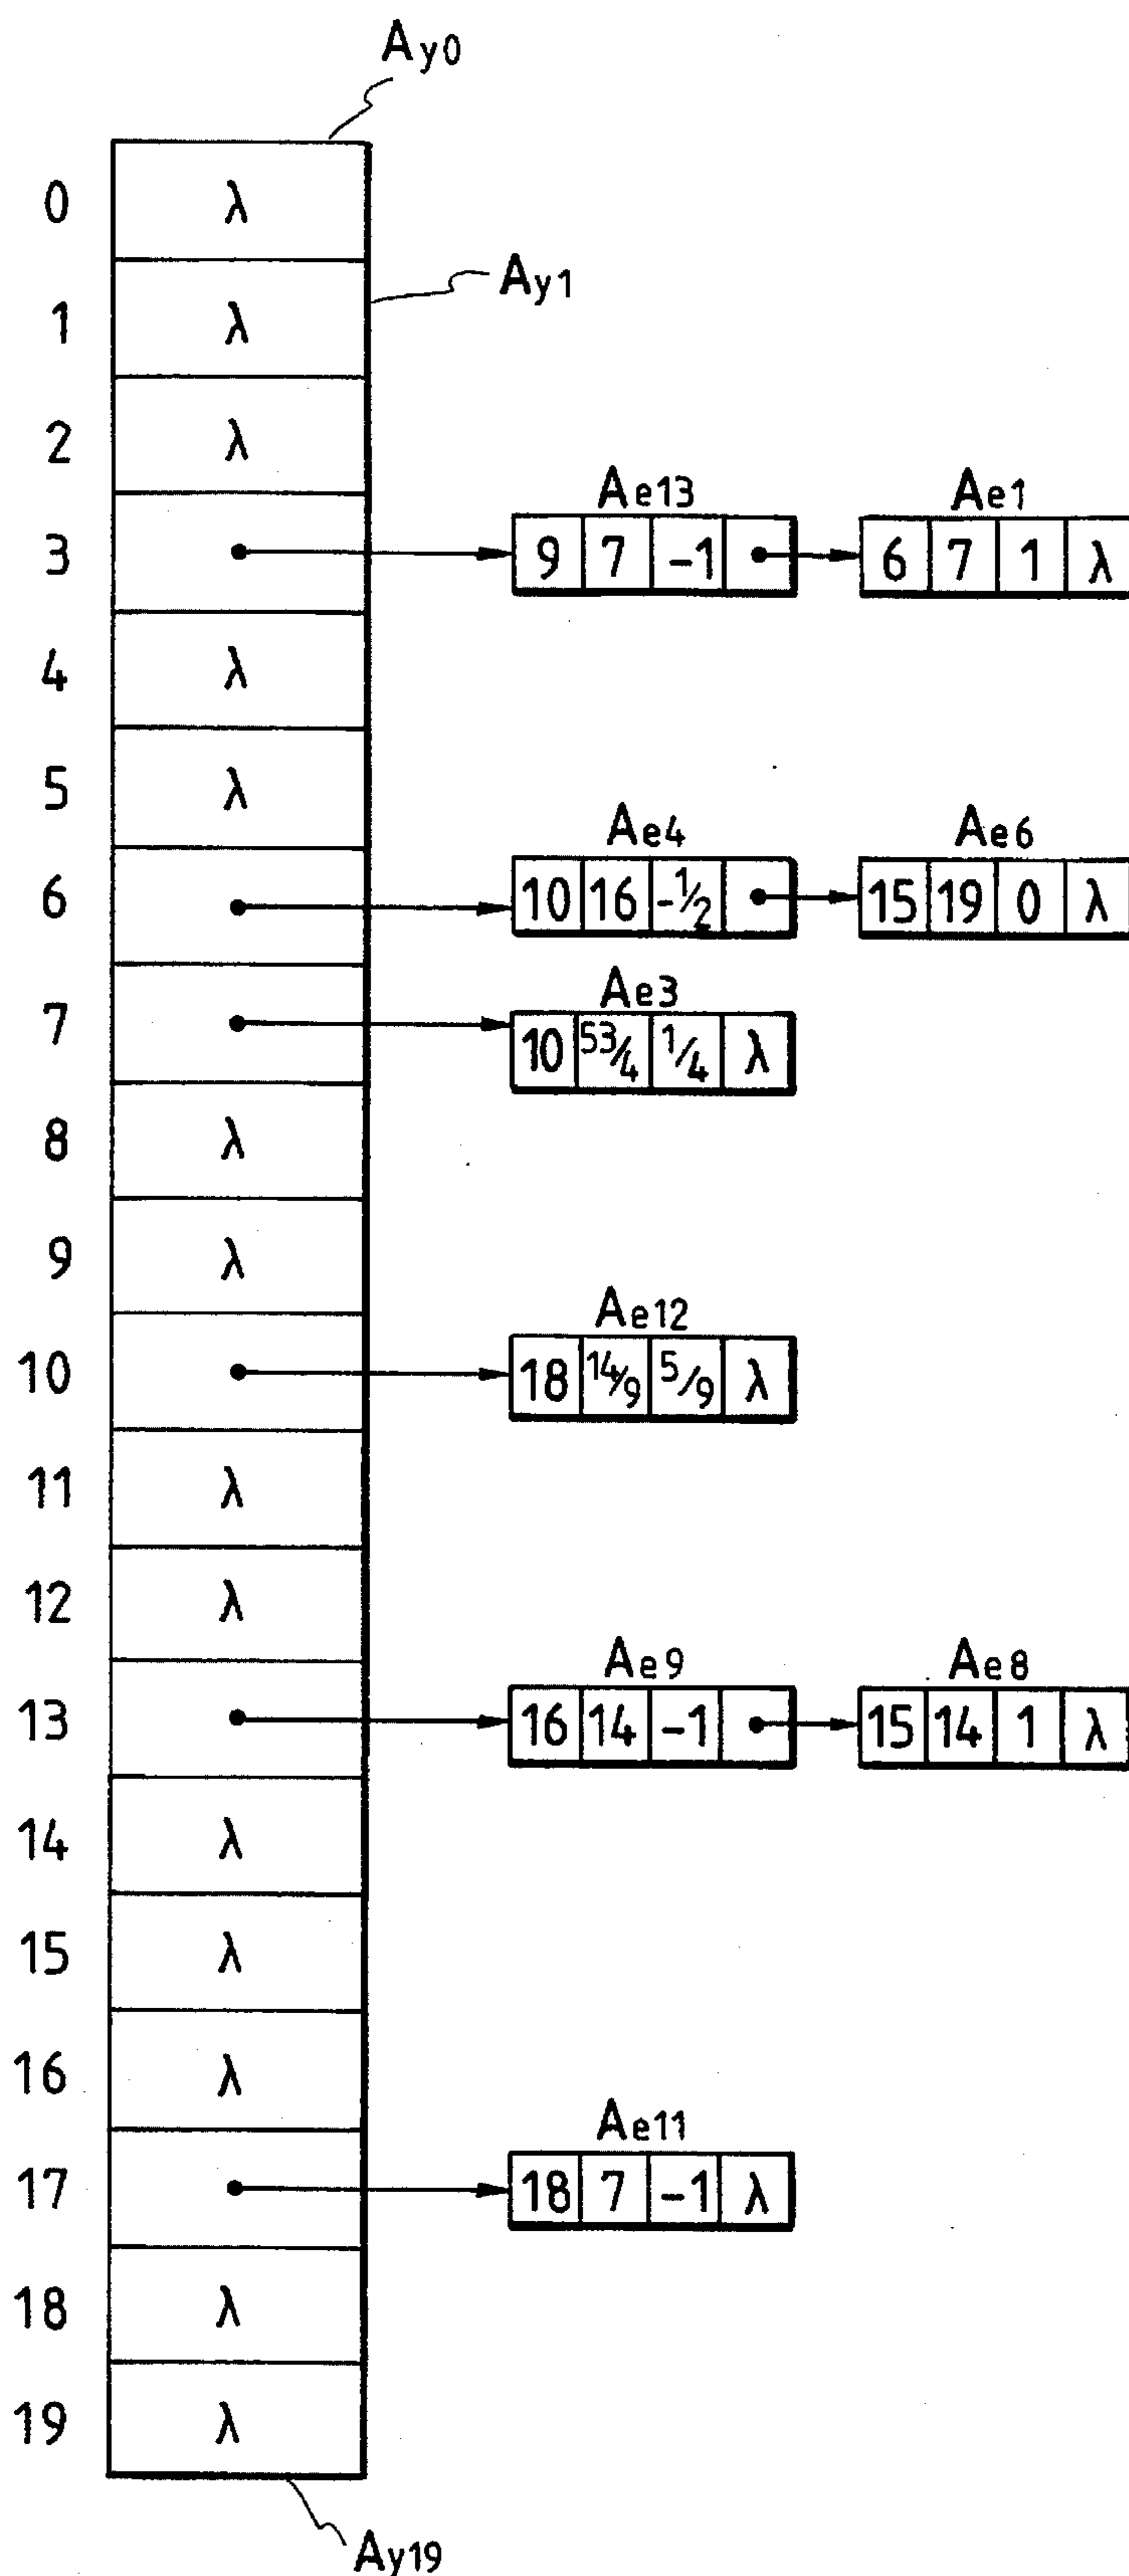 Ay0
0 λ
Ay1
1 λ
2 λ
Ae13 Ae1
3 9 7 -1 6 7 1 λ
4 λ
5 λ
Ae4 Ae6
6 10 16 -1/2 15 19 0 λ
Ae3
7 10 53/4 1/4 λ
8 λ
9 λ
Ae12
10 18 14/9 5/9 λ
11 λ
12 λ
Ae9 Ae8
13 16 14 -1 15 14 1 λ
14 λ
15 λ
16 λ
Ae11
17 18 7 -1 λ
18 λ
19 λ
Ay19